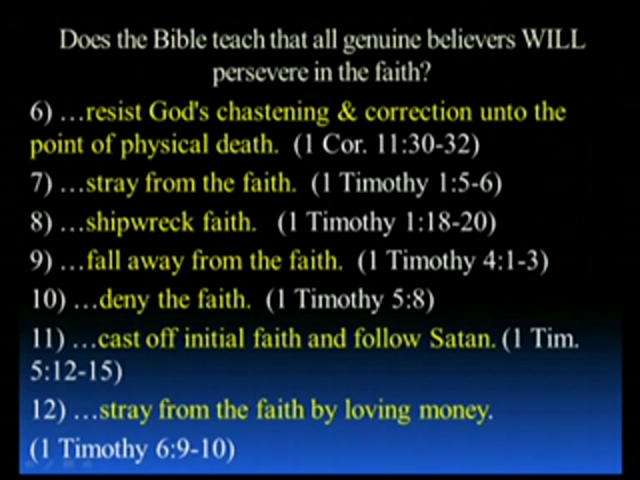 Does the Bible teach that all genuine believers WILL
persevere in the faith?
6) …resist God's chastening & correction unto the
point of physical death. (1 Cor. 11:30-32)
7) …stray from the faith. (1 Timothy 1:5-6)
8) …shipwreck faith. (1 Timothy 1:18-20)
9) …fall away from the faith. (1 Timothy 4:1-3)
10) …deny the faith. (1 Timothy 5:8)
11) …cast off initial faith and follow Satan. (1 Tim.
5:12-15)
12) …stray from the faith by loving money.
(1 Timothy 6:9-10)